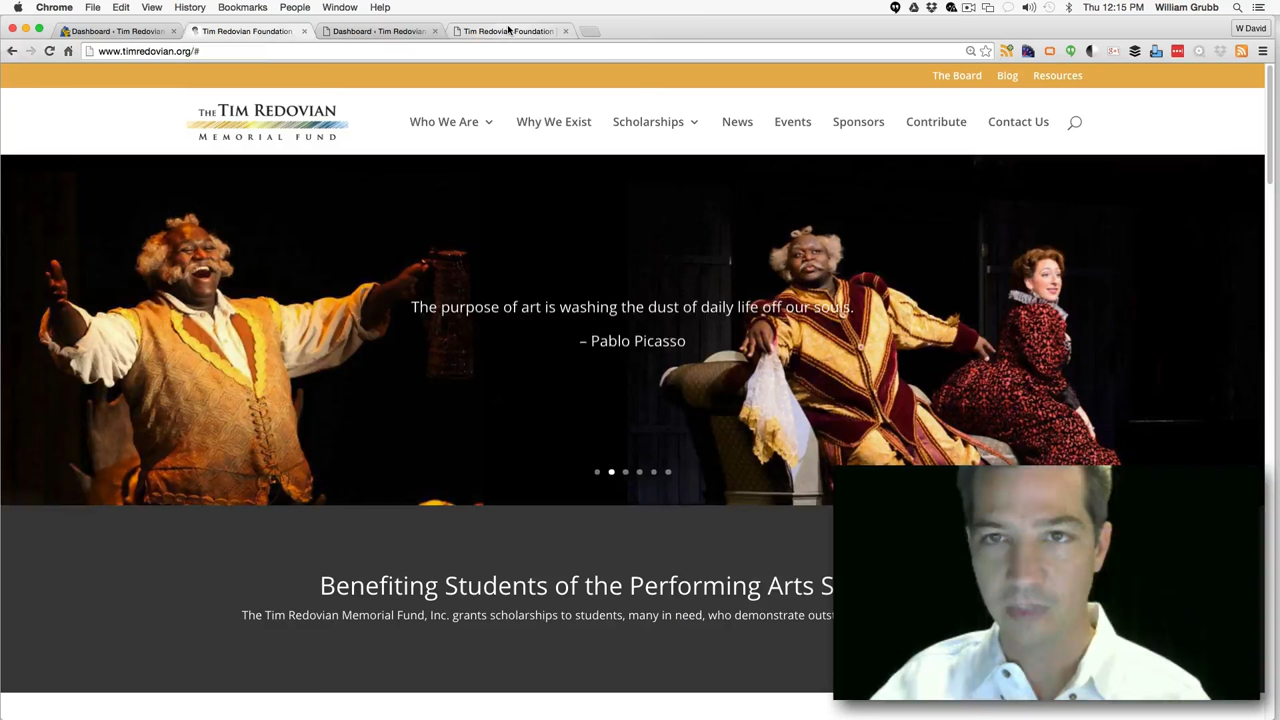 Chrome File Edit View History Bookmarks People Window Help Thu 12:15 PM William Grubb
Dashboard ‹ Tim Redovian Tim Redovian Foundation Dashboard ‹ Tim Redovian Tim Redovian Foundation W David
www.timredovian.org/#
The Board Blog Resources
THE TIM REDOVIAN
MEMORIAL FUND
Who We Are Why We Exist Scholarships News Events Sponsors Contribute Contact Us
The purpose of art is washing the dust of daily life off our souls.
– Pablo Picasso
Benefiting Students of the Performing Arts S
The Tim Redovian Memorial Fund, Inc. grants scholarships to students, many in need, who demonstrate outst